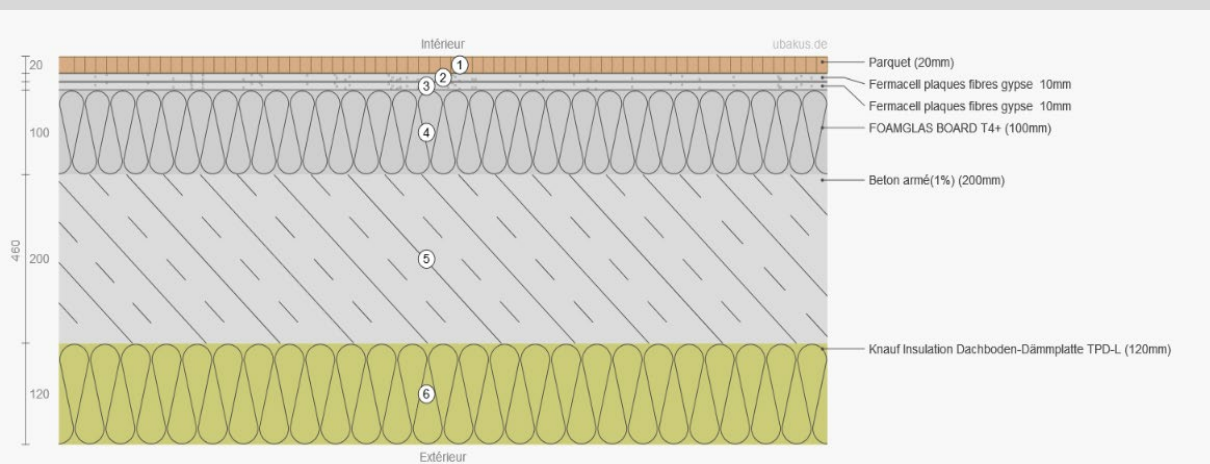 Intérieur
ubakus.de
20
1
Parquet (20mm)
2
Fermacell plaques fibres gypse 10mm
3
Fermacell plaques fibres gypse 10mm
100
4
FOAMGLAS BOARD T4+ (100mm)
Beton armé(1%) (200mm)
460
200
5
Knauf Insulation Dachboden-Dämmplatte TPD-L (120mm)
120
6
Extérieur